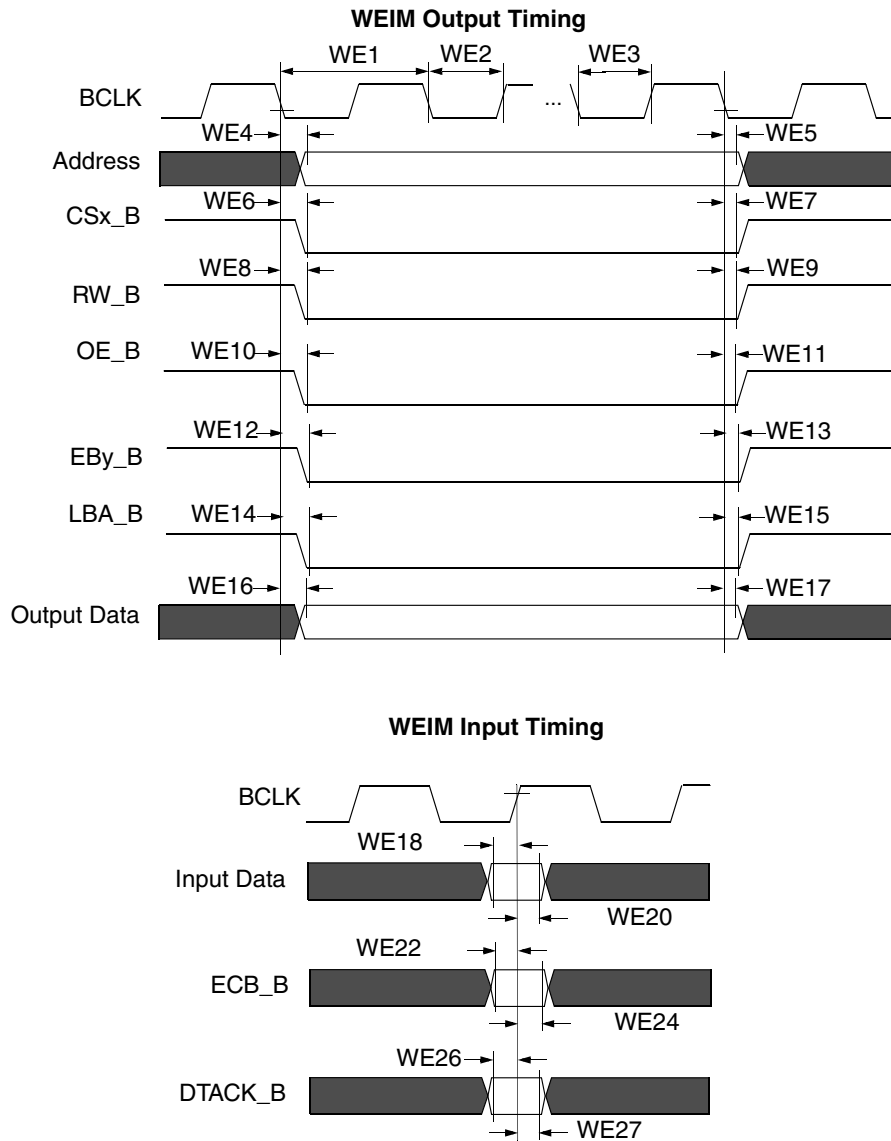 WEIM Output Timing
WE1 WE2 WE3
BCLK
...
WE4 WE5
Address
WE6 WE7
CSx_B
WE8 WE9
RW_B
OE_B
WE10 WE11
WE12 WE13
EBy_B
LBA_B
WE14 WE15
WE16 WE17
Output Data
WEIM Input Timing
BCLK
WE18
Input Data
WE20
WE22
ECB_B
WE24
WE26
DTACK_B
WE27